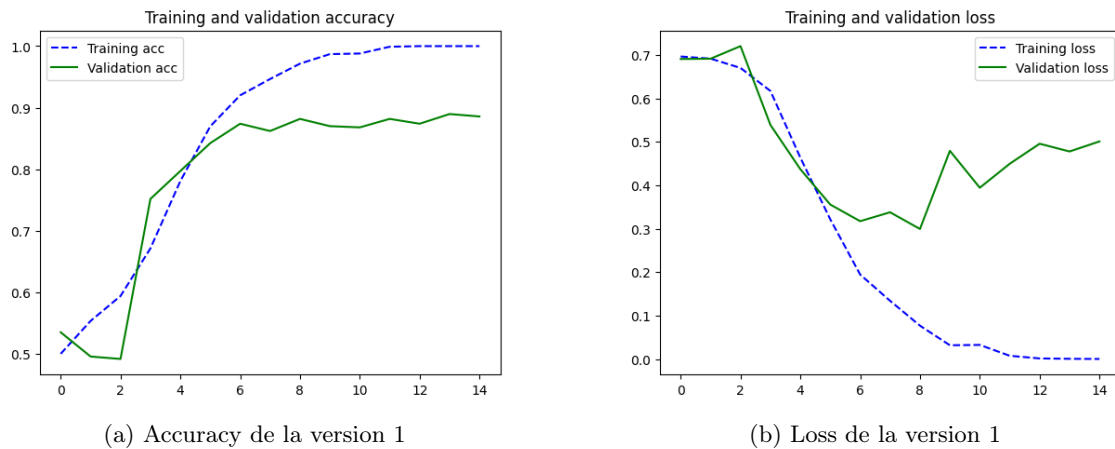 Training and validation accuracy
Training acc
Validation acc
1.0
0.9
0.8
0.7
0.6
0.5
0 2 4 6 8 10 12 14
(a) Accuracy de la version 1
Training and validation loss
Training loss
Validation loss
0.7
0.6
0.5
0.4
0.3
0.2
0.1
0.0
0 2 4 6 8 10 12 14
(b) Loss de la version 1